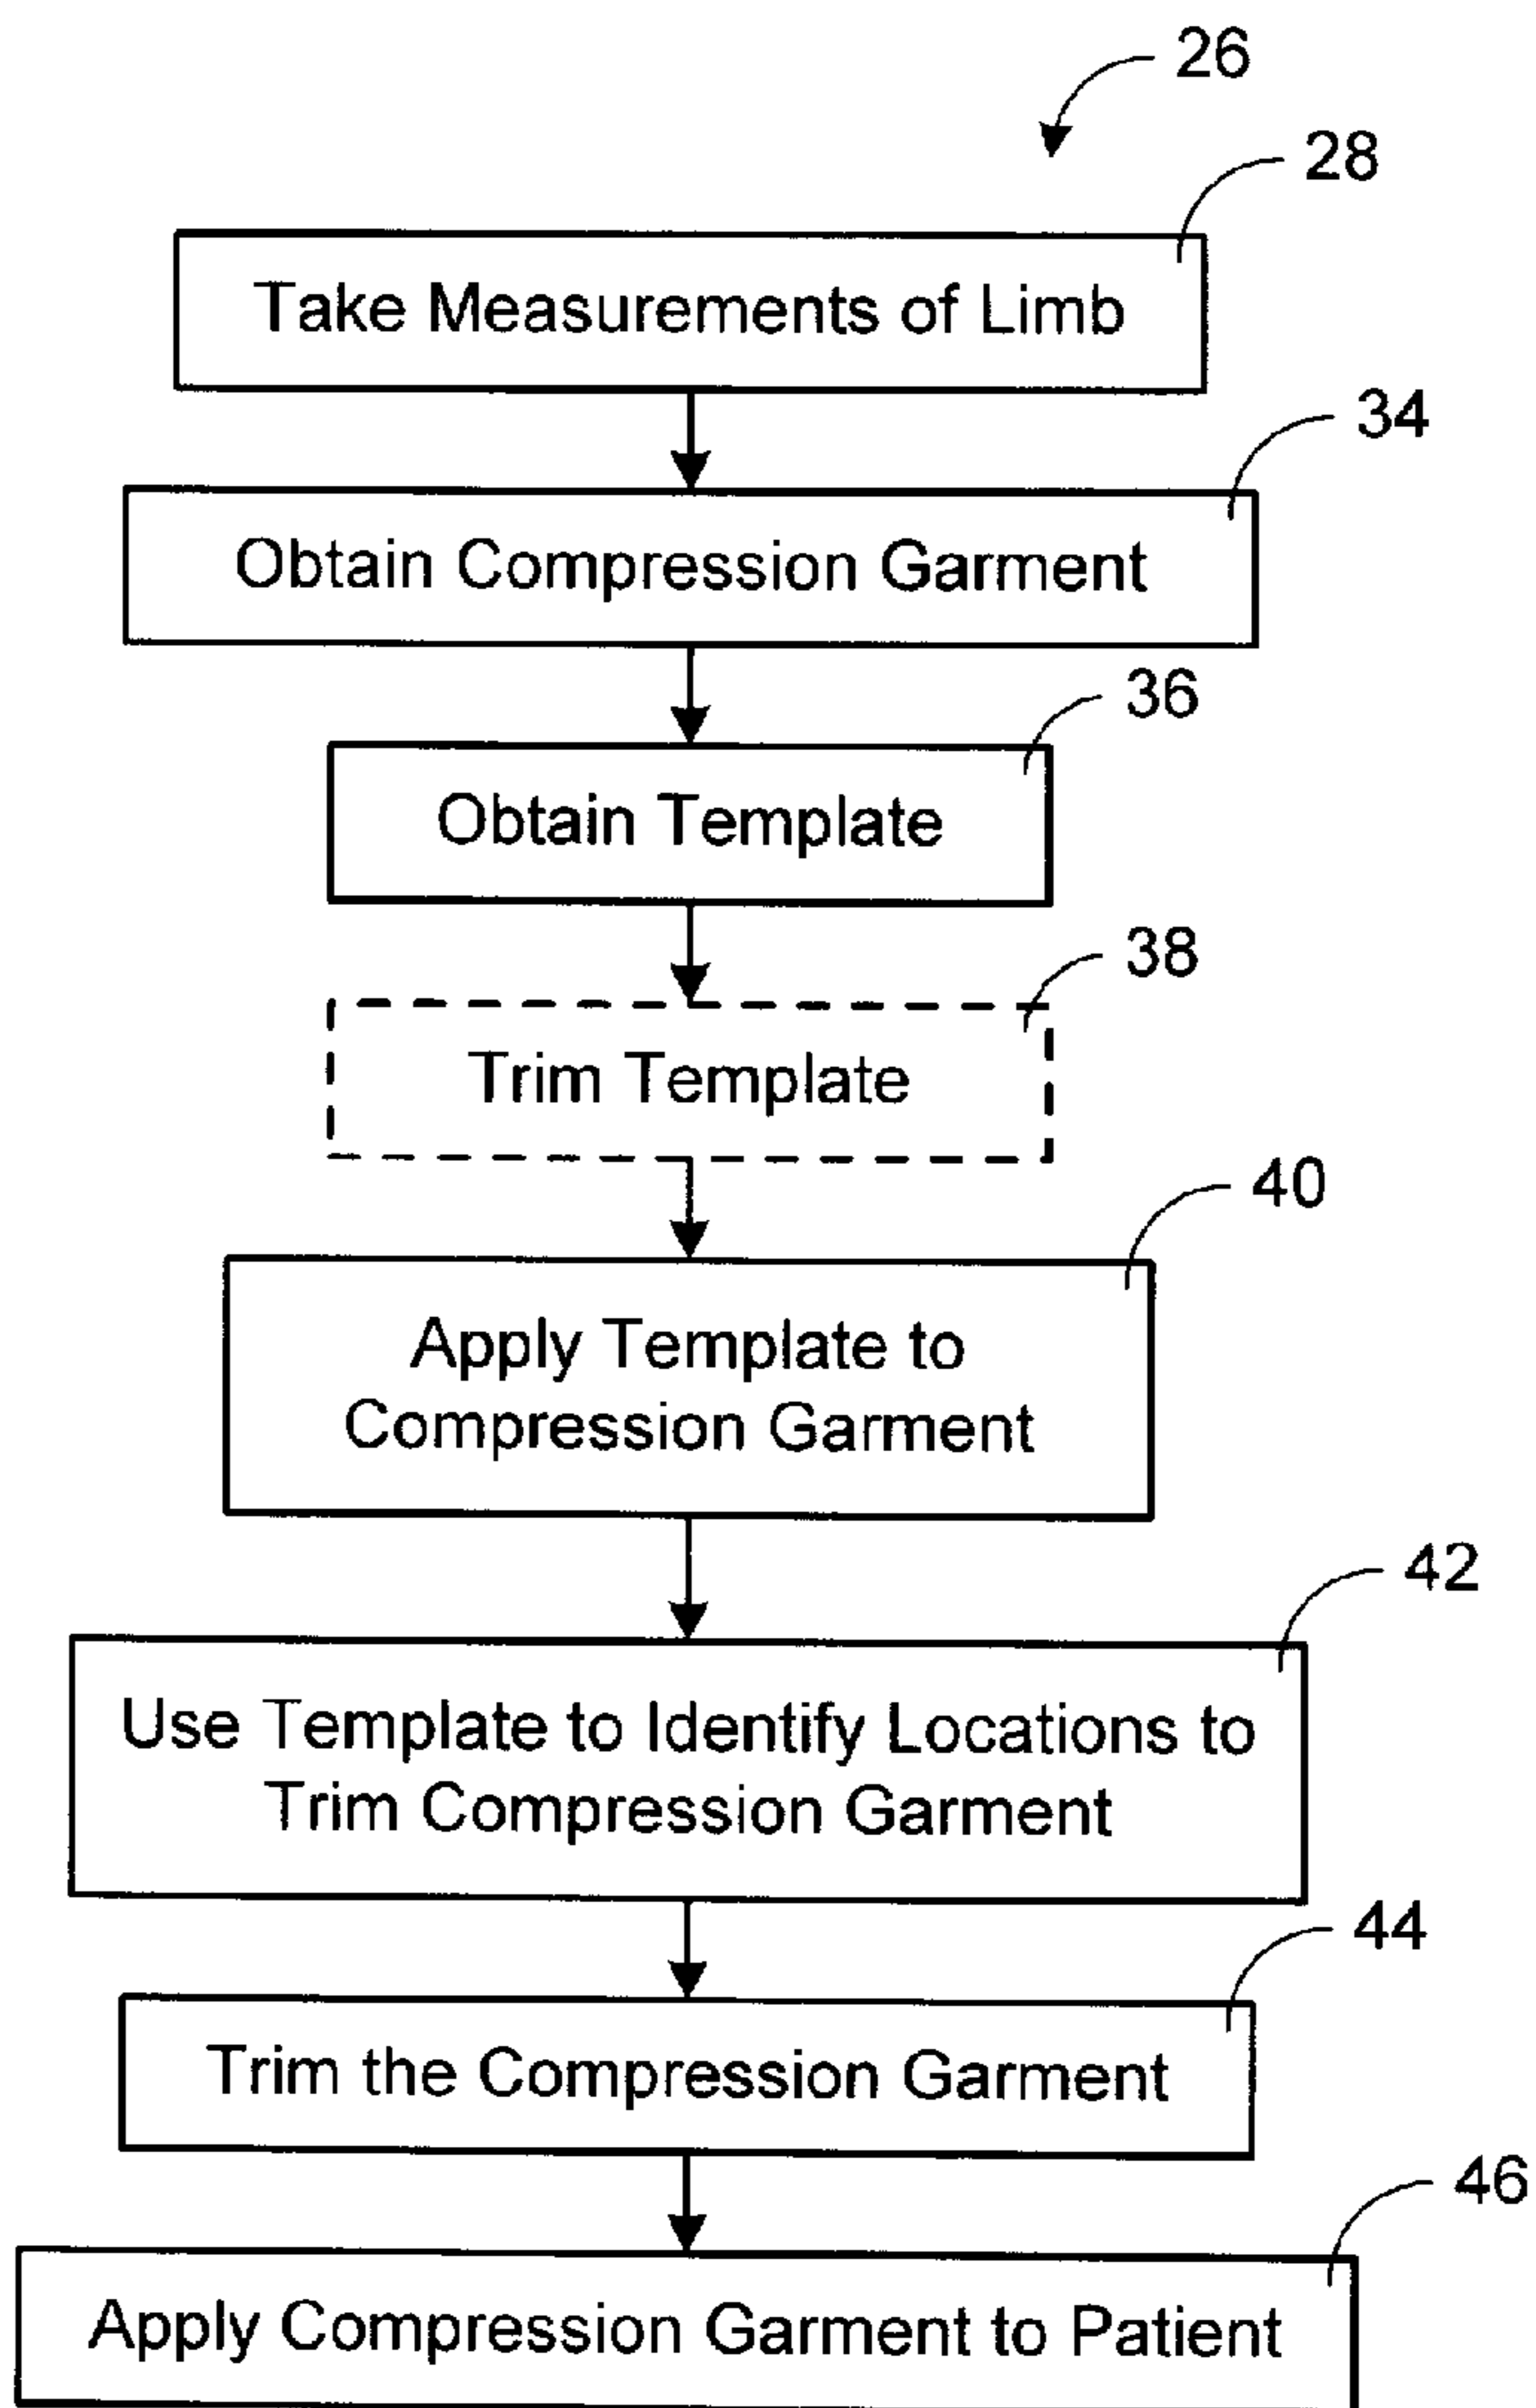 26
28
Take Measurements of Limb
34
Obtain Compression Garment
36
Obtain Template
38
Trim Template
40
Apply Template to
Compression Garment
42
Use Template to Identify Locations to
Trim Compression Garment
44
Trim the Compression Garment
46
Apply Compression Garment to Patient